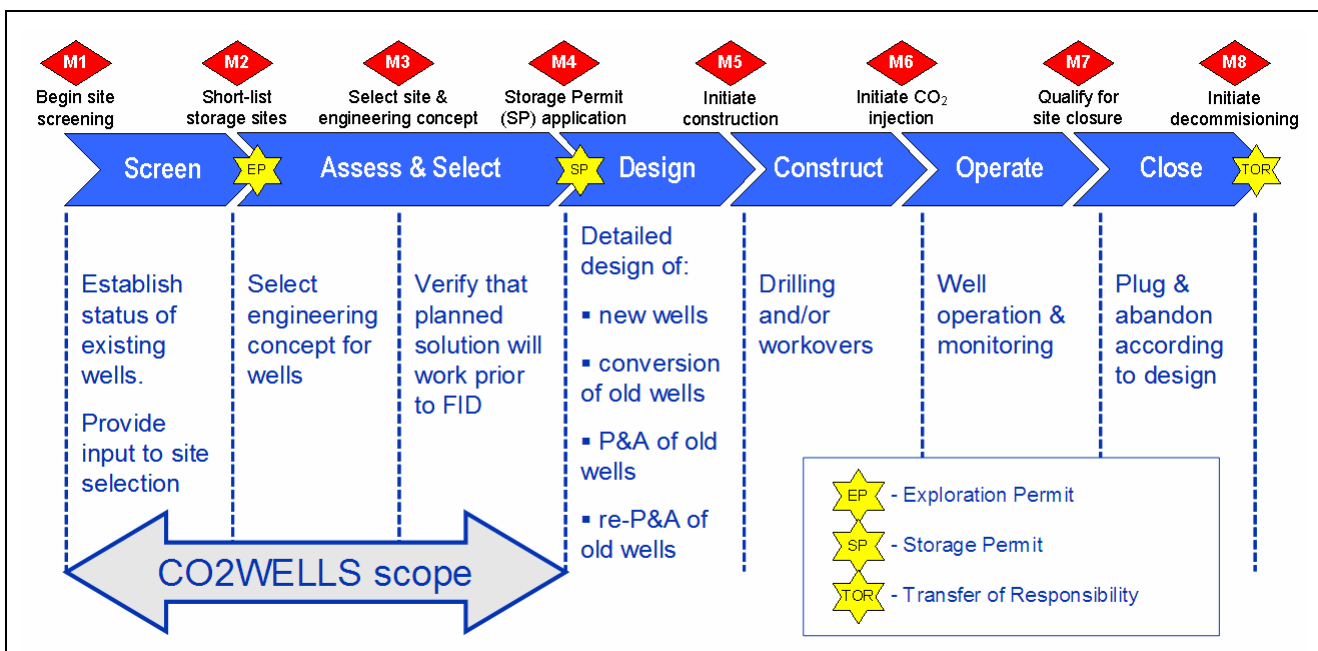 M1
Begin site
screening
M2
Short-list
storage sites
M3
Select site &
engineering concept
M4
Storage Permit
(SP) application
M5
Initiate
construction
M6
Initiate CO₂
injection
M7
Qualify for
site closure
M8
Initiate
decommisioning
Screen
EP
Assess & Select
SP
Design
Construct
Operate
Close
TOR
Establish
status of
existing
wells.
Provide
input to site
selection
Select
engineering
concept for
wells
Verify that
planned
solution will
work prior
to FID
Detailed
design of:
▪ new wells
▪ conversion
of old wells
▪ P&A of old
wells
▪ re-P&A of
old wells
Drilling
and/or
workovers
Well
operation &
monitoring
Plug &
abandon
according
to design
CO2WELLS scope
EP - Exploration Permit
SP - Storage Permit
TOR - Transfer of Responsibility